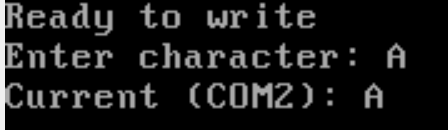 Ready to write
Enter character: A
Current (COM2): A